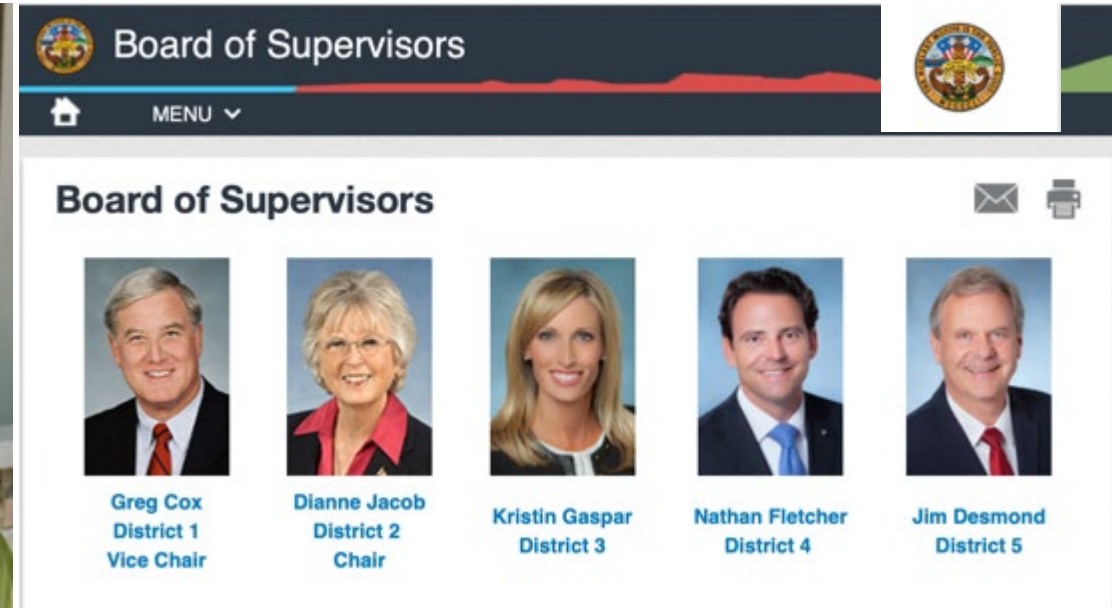 Board of Supervisors
MENU
Board of Supervisors
Greg Cox
District 1
Vice Chair
Dianne Jacob
District 2
Chair
Kristin Gaspar
District 3
Nathan Fletcher
District 4
Jim Desmond
District 5